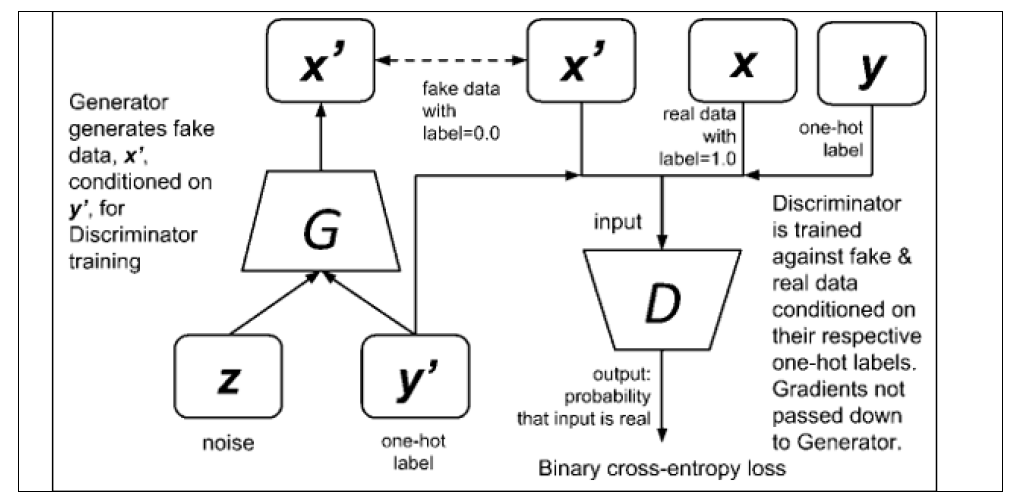 x’
x’
x
y
fake data
with
label=0.0
real data
with
label=1.0
one-hot
label
Generator
generates fake
data, x’,
conditioned on
y’, for
Discriminator
training
G
input
D
Discriminator
is trained
against fake &
real data
conditioned on
their respective
one-hot labels.
Gradients not
passed down
to Generator.
z
y’
noise
one-hot
label
output:
probability
that input is real
Binary cross-entropy loss